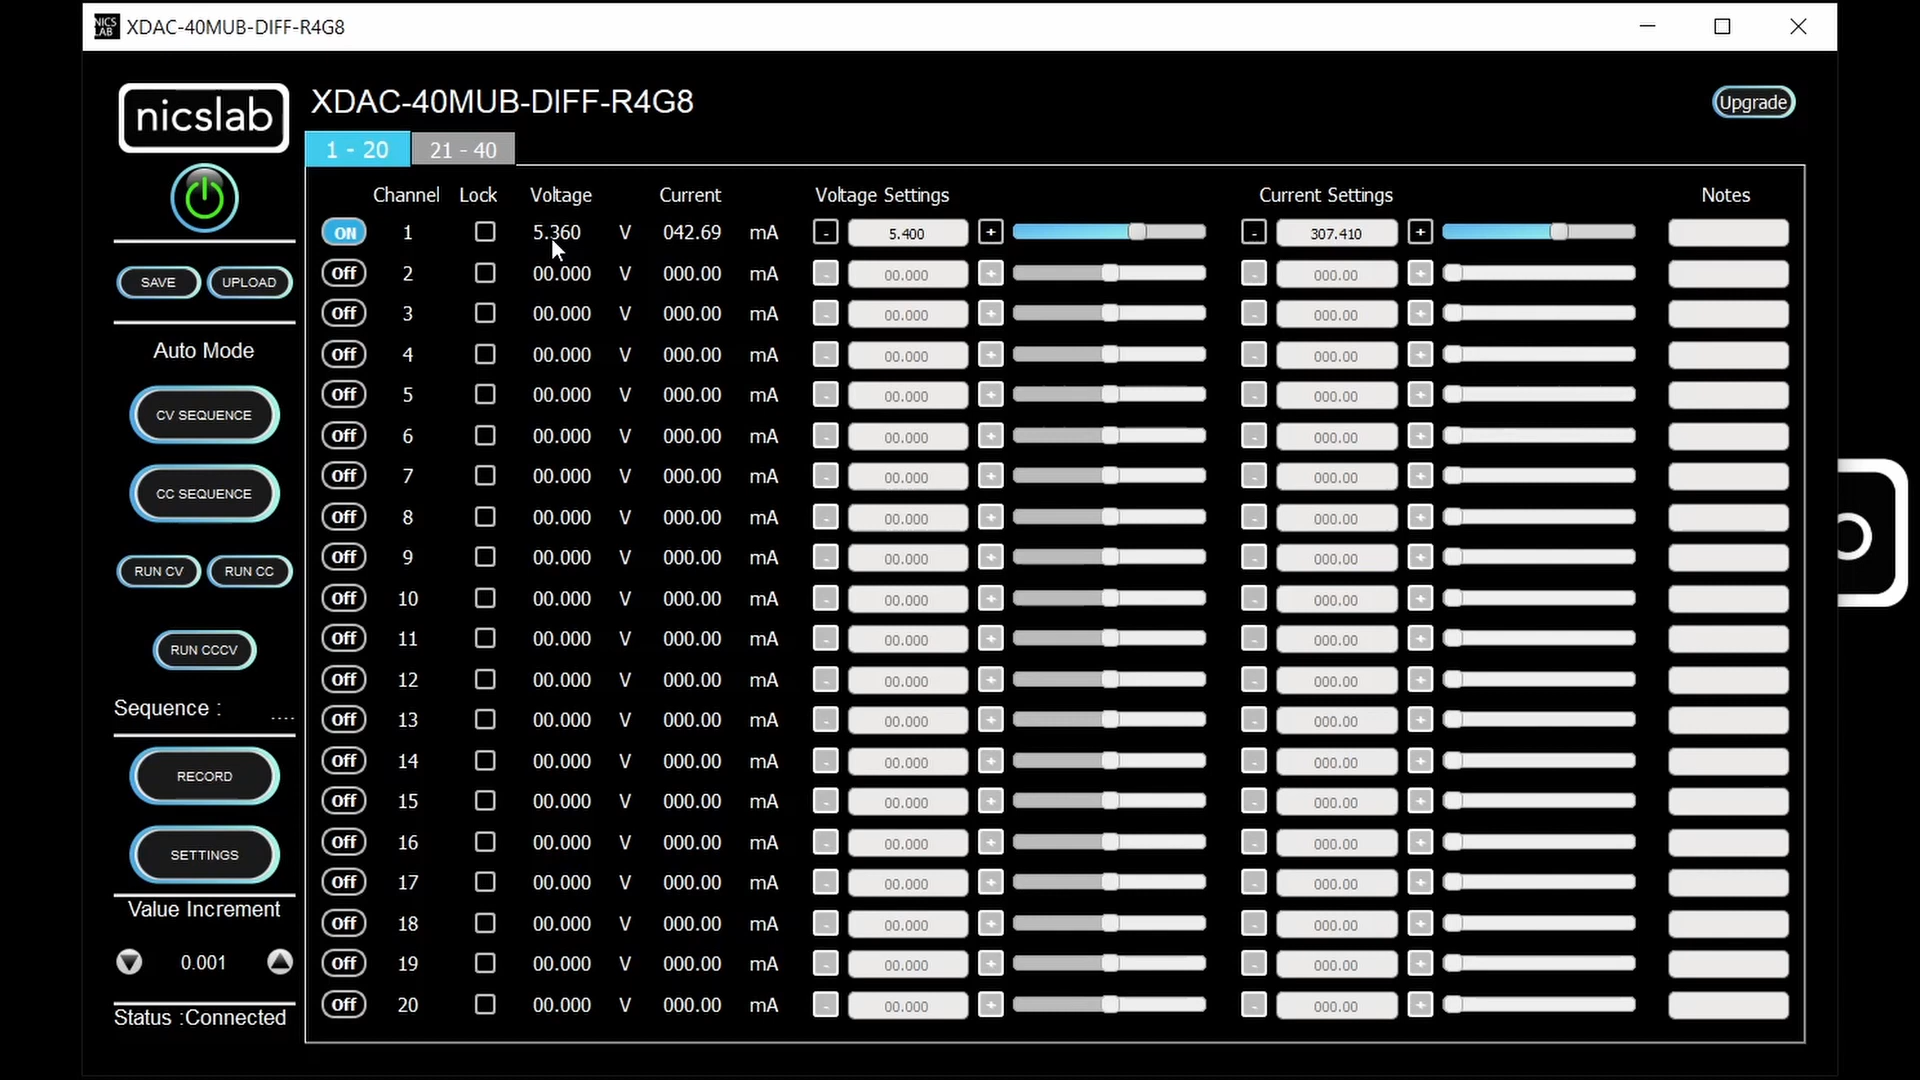 NICS LAB XDAC-40MUB-DIFF-R4G8
nicslab
XDAC-40MUB-DIFF-R4G8
Upgrade
1 - 20 21 - 40
Channel Lock Voltage Current Voltage Settings Current Settings Notes
ON 1 5.360 V 042.69 mA - 5.400 + - 307.410 +
Off 2 00.000 V 000.00 mA - 00.000 + - 000.00 +
Off 3 00.000 V 000.00 mA - 00.000 + - 000.00 +
Off 4 00.000 V 000.00 mA - 00.000 + - 000.00 +
Off 5 00.000 V 000.00 mA - 00.000 + - 000.00 +
Off 6 00.000 V 000.00 mA - 00.000 + - 000.00 +
Off 7 00.000 V 000.00 mA - 00.000 + - 000.00 +
Off 8 00.000 V 000.00 mA - 00.000 + - 000.00 +
Off 9 00.000 V 000.00 mA - 00.000 + - 000.00 +
Off 10 00.000 V 000.00 mA - 00.000 + - 000.00 +
Off 11 00.000 V 000.00 mA - 00.000 + - 000.00 +
Off 12 00.000 V 000.00 mA - 00.000 + - 000.00 +
Off 13 00.000 V 000.00 mA - 00.000 + - 000.00 +
Off 14 00.000 V 000.00 mA - 00.000 + - 000.00 +
Off 15 00.000 V 000.00 mA - 00.000 + - 000.00 +
Off 16 00.000 V 000.00 mA - 00.000 + - 000.00 +
Off 17 00.000 V 000.00 mA - 00.000 + - 000.00 +
Off 18 00.000 V 000.00 mA - 00.000 + - 000.00 +
Off 19 00.000 V 000.00 mA - 00.000 + - 000.00 +
Off 20 00.000 V 000.00 mA - 00.000 + - 000.00 +
SAVE UPLOAD
Auto Mode
CV SEQUENCE
CC SEQUENCE
RUN CV RUN CC
RUN CCCV
Sequence : ....
RECORD
SETTINGS
Value Increment
0.001
Status :Connected